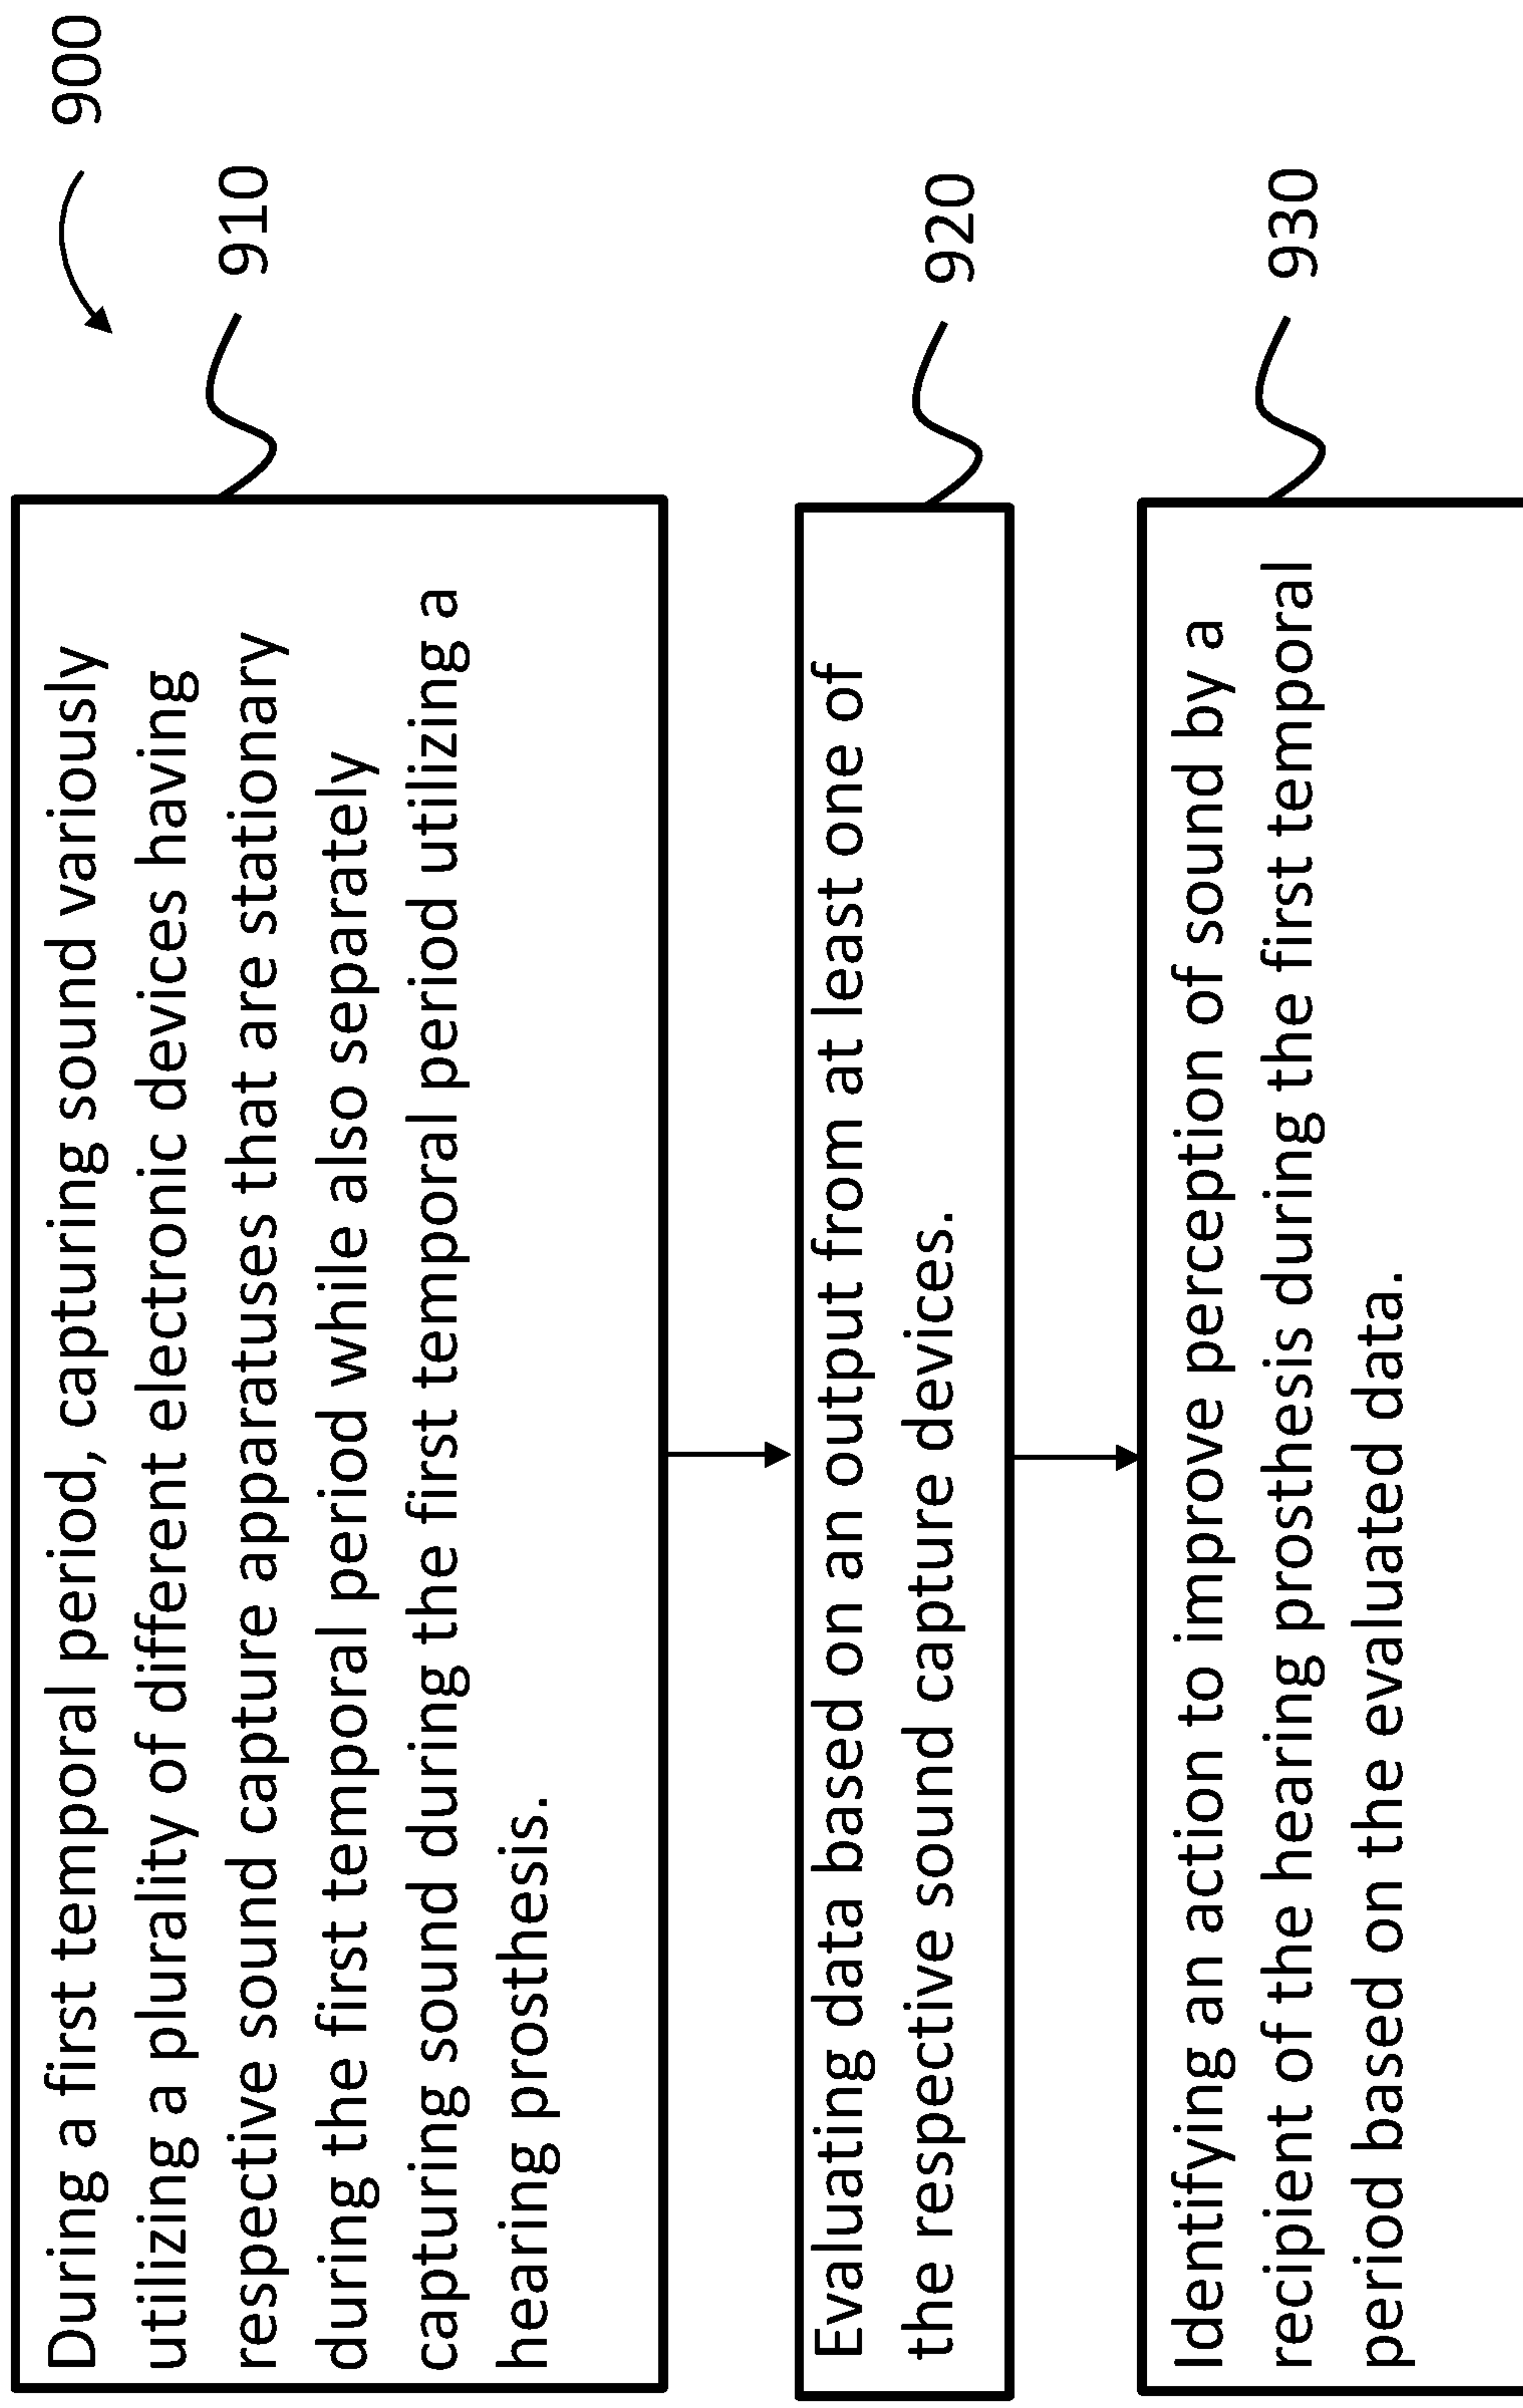 900
During a first temporal period, capturing sound variously
utilizing a plurality of different electronic devices having
respective sound capture apparatuses that are stationary
during the first temporal period while also separately
capturing sound during the first temporal period utilizing a
hearing prosthesis.
910
Evaluating data based on an output from at least one of
the respective sound capture devices.
920
Identifying an action to improve perception of sound by a
recipient of the hearing prosthesis during the first temporal
period based on the evaluated data.
930